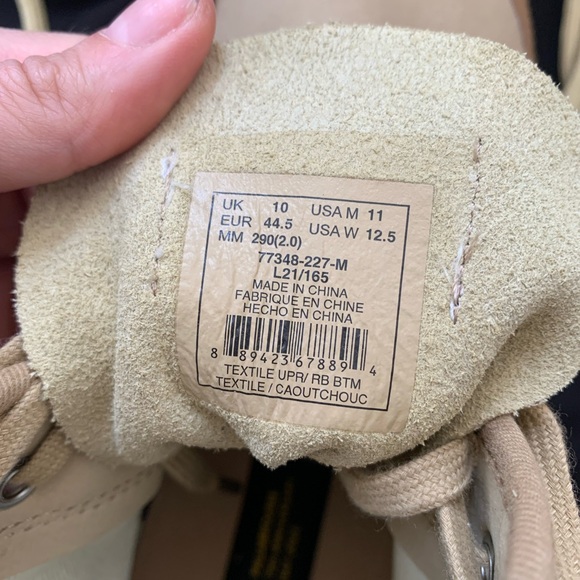 UK 10 USA M 11
EUR 44.5 USA W 12.5
MM 290(2.0)
77348-227-M
L21/165
MADE IN CHINA
FABRIQUE EN CHINE
HECHO EN CHINA
8 89423 67889 4
TEXTILE UPR/ RB BTM
TEXTILE / CAOUTCHOUC